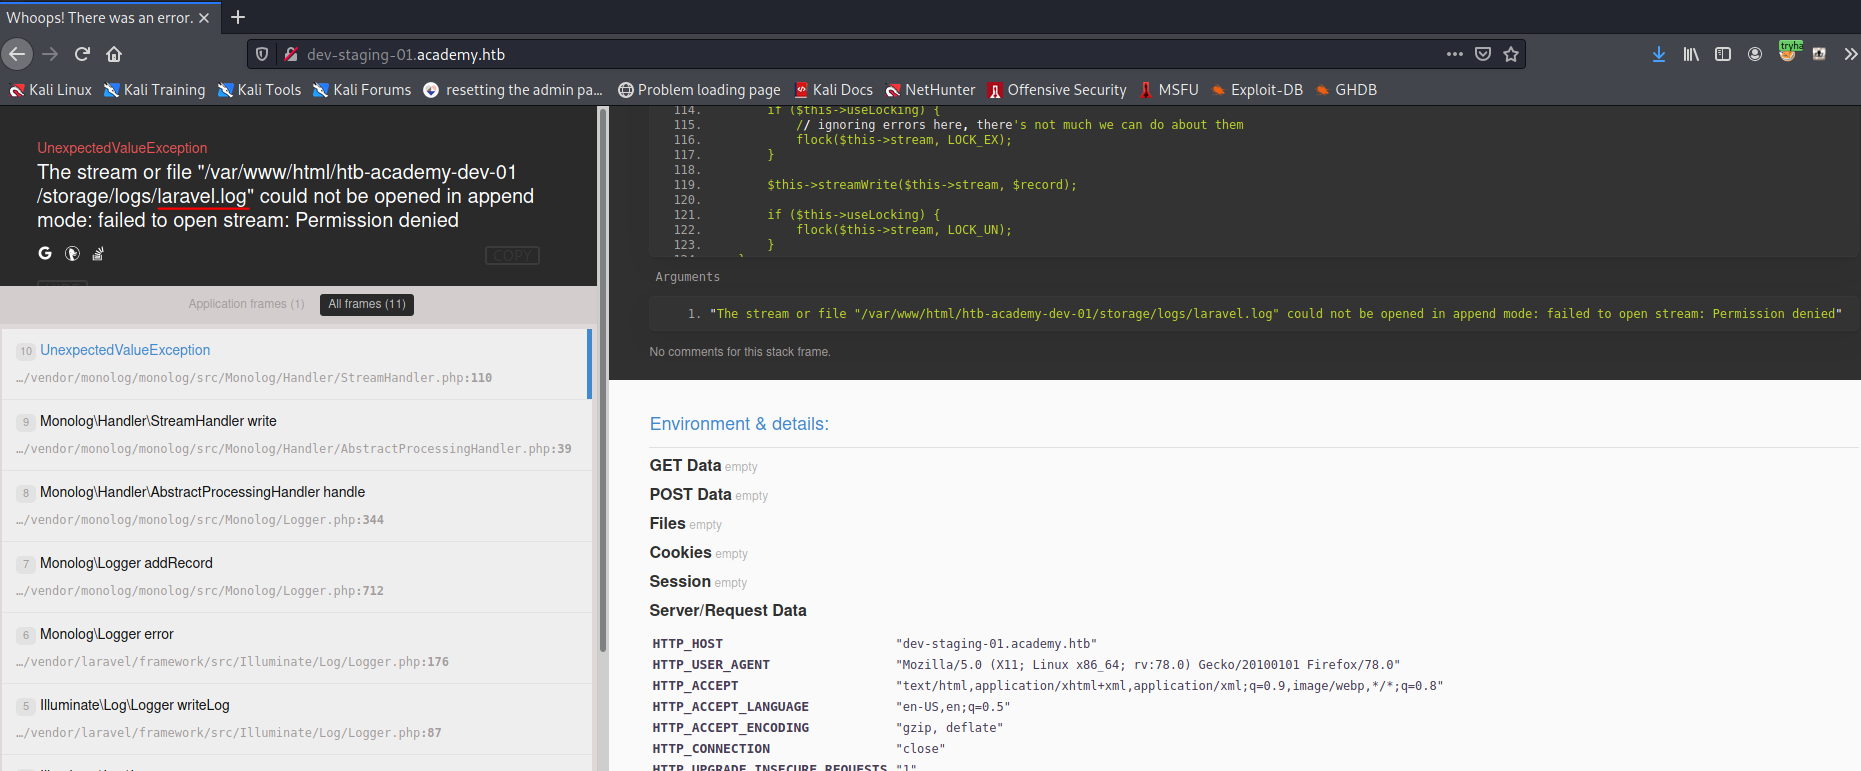 Whoops! There was an error.
dev-staging-01.academy.htb
tryha
Kali Linux
Kali Training
Kali Tools
Kali Forums
resetting the admin pa...
Problem loading page
Kali Docs
NetHunter
Offensive Security
MSFU
Exploit-DB
GHDB
UnexpectedValueException
The stream or file "/var/www/html/htb-academy-dev-01
/storage/logs/laravel.log" could not be opened in append
mode: failed to open stream: Permission denied
COPY
Application frames (1)
All frames (11)
10 UnexpectedValueException
…/vendor/monolog/monolog/src/Monolog/Handler/StreamHandler.php:110
9 Monolog\Handler\StreamHandler write
…/vendor/monolog/monolog/src/Monolog/Handler/AbstractProcessingHandler.php:39
8 Monolog\Handler\AbstractProcessingHandler handle
…/vendor/monolog/monolog/src/Monolog/Logger.php:344
7 Monolog\Logger addRecord
…/vendor/monolog/monolog/src/Monolog/Logger.php:712
6 Monolog\Logger error
…/vendor/laravel/framework/src/Illuminate/Log/Logger.php:176
5 Illuminate\Log\Logger writeLog
…/vendor/laravel/framework/src/Illuminate/Log/Logger.php:87
114. if ($this->useLocking) {
115. // ignoring errors here, there's not much we can do about them
116. flock($this->stream, LOCK_EX);
117. }
118.
119. $this->streamWrite($this->stream, $record);
120.
121. if ($this->useLocking) {
122. flock($this->stream, LOCK_UN);
123. }
Arguments
1. "The stream or file "/var/www/html/htb-academy-dev-01/storage/logs/laravel.log" could not be opened in append mode: failed to open stream: Permission denied"
No comments for this stack frame.
Environment & details:
GET Data empty
POST Data empty
Files empty
Cookies empty
Session empty
Server/Request Data
HTTP_HOST "dev-staging-01.academy.htb"
HTTP_USER_AGENT "Mozilla/5.0 (X11; Linux x86_64; rv:78.0) Gecko/20100101 Firefox/78.0"
HTTP_ACCEPT "text/html,application/xhtml+xml,application/xml;q=0.9,image/webp,*/*;q=0.8"
HTTP_ACCEPT_LANGUAGE "en-US,en;q=0.5"
HTTP_ACCEPT_ENCODING "gzip, deflate"
HTTP_CONNECTION "close"
HTTP_UPGRADE_INSECURE_REQUESTS "1"